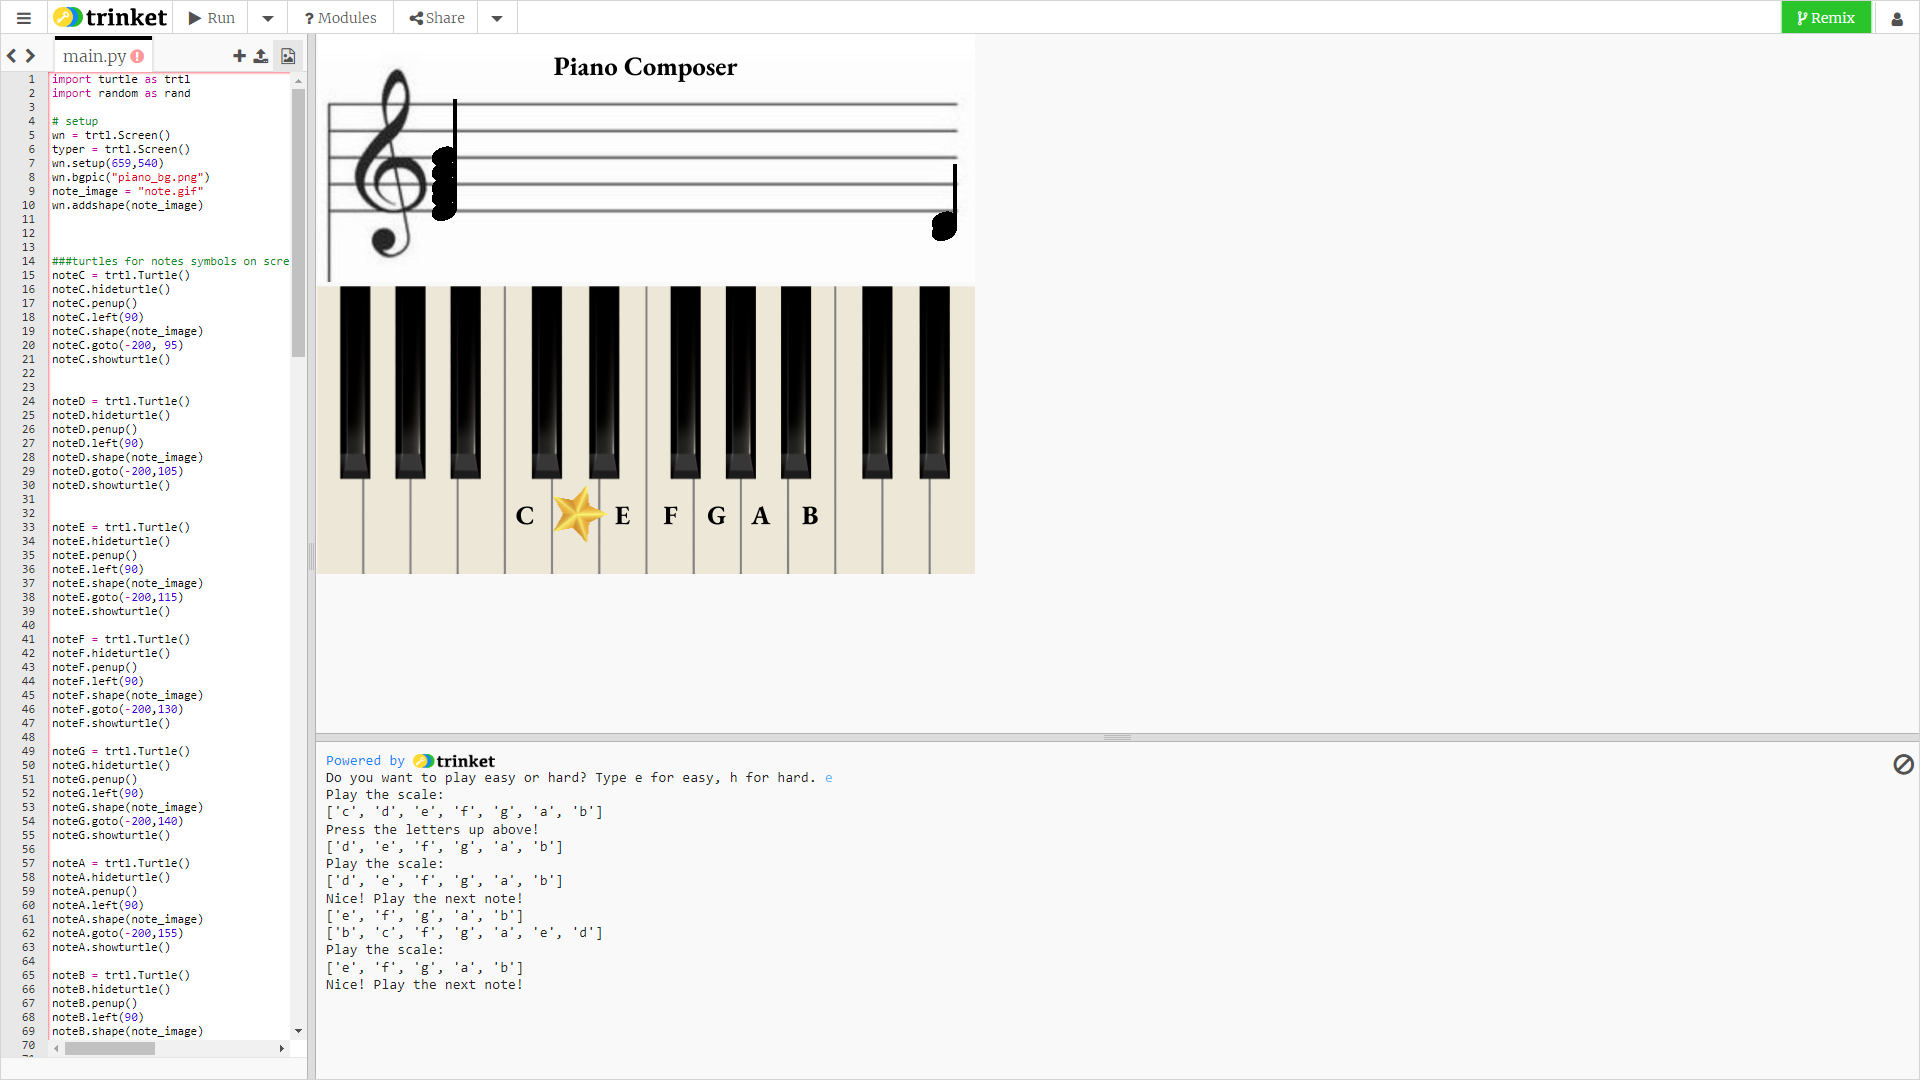 trinket
Run
? Modules
Share
Remix
main.py
1 import turtle as trtl
2 import random as rand
3
4 # setup
5 wn = trtl.Screen()
6 typer = trtl.Screen()
7 wn.setup(659,540)
8 wn.bgpic("piano_bg.png")
9 note_image = "note.gif"
10 wn.addshape(note_image)
11
12
13
14 ###turtles for notes symbols on scre
15 noteC = trtl.Turtle()
16 noteC.hideturtle()
17 noteC.penup()
18 noteC.left(90)
19 noteC.shape(note_image)
20 noteC.goto(-200, 95)
21 noteC.showturtle()
22
23
24 noteD = trtl.Turtle()
25 noteD.hideturtle()
26 noteD.penup()
27 noteD.left(90)
28 noteD.shape(note_image)
29 noteD.goto(-200,105)
30 noteD.showturtle()
31
32
33 noteE = trtl.Turtle()
34 noteE.hideturtle()
35 noteE.penup()
36 noteE.left(90)
37 noteE.shape(note_image)
38 noteE.goto(-200,115)
39 noteE.showturtle()
40
41 noteF = trtl.Turtle()
42 noteF.hideturtle()
43 noteF.penup()
44 noteF.left(90)
45 noteF.shape(note_image)
46 noteF.goto(-200,130)
47 noteF.showturtle()
48
49 noteG = trtl.Turtle()
50 noteG.hideturtle()
51 noteG.penup()
52 noteG.left(90)
53 noteG.shape(note_image)
54 noteG.goto(-200,140)
55 noteG.showturtle()
56
57 noteA = trtl.Turtle()
58 noteA.hideturtle()
59 noteA.penup()
60 noteA.left(90)
61 noteA.shape(note_image)
62 noteA.goto(-200,155)
63 noteA.showturtle()
64
65 noteB = trtl.Turtle()
66 noteB.hideturtle()
67 noteB.penup()
68 noteB.left(90)
69 noteB.shape(note_image)
70
Piano Composer
C E F G A B
Powered by trinket
Do you want to play easy or hard? Type e for easy, h for hard. e
Play the scale:
['c', 'd', 'e', 'f', 'g', 'a', 'b']
Press the letters up above!
['d', 'e', 'f', 'g', 'a', 'b']
Play the scale:
['d', 'e', 'f', 'g', 'a', 'b']
Nice! Play the next note!
['e', 'f', 'g', 'a', 'b']
['b', 'c', 'f', 'g', 'a', 'e', 'd']
Play the scale:
['e', 'f', 'g', 'a', 'b']
Nice! Play the next note!